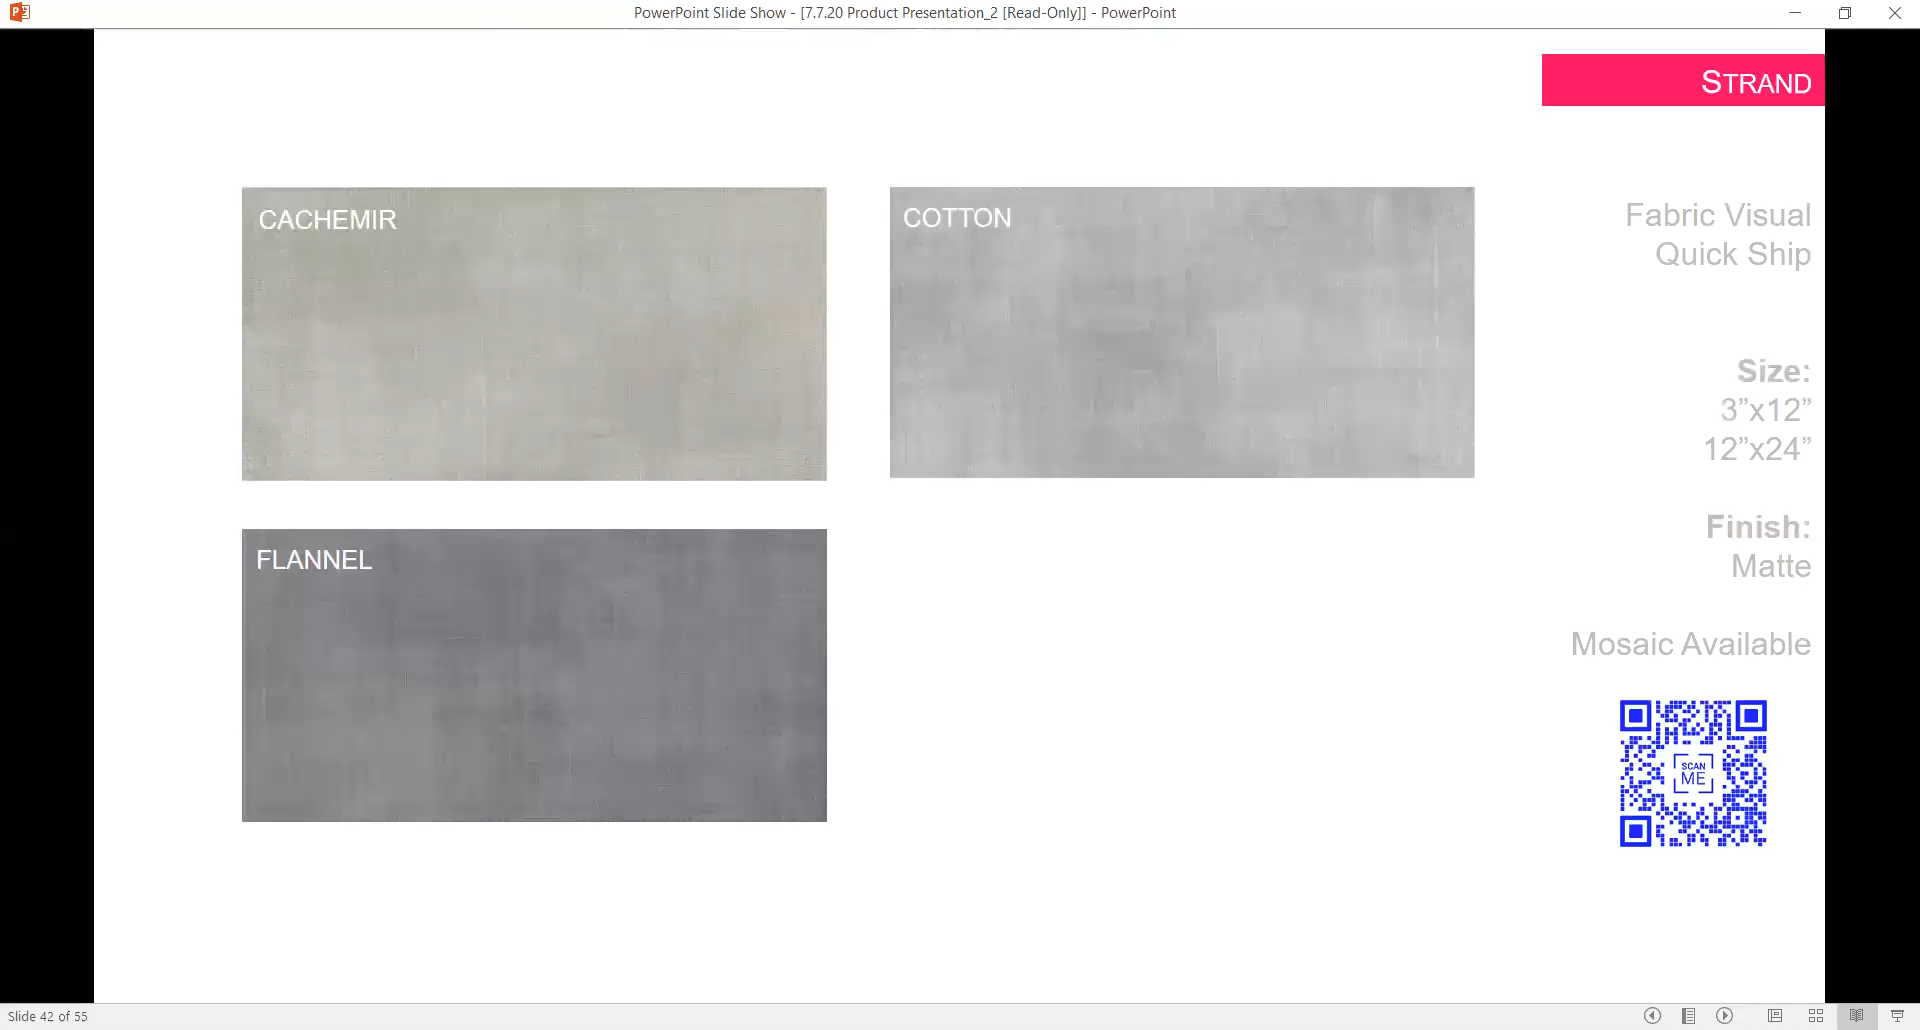 PowerPoint Slide Show - [7.7.20 Product Presentation_2 [Read-Only]] - PowerPoint
STRAND
CACHEMIR
COTTON
FLANNEL
Fabric Visual
Quick Ship
Size:
3”x12”
12”x24”
Finish:
Matte
Mosaic Available
SCAN
ME
Slide 42 of 55